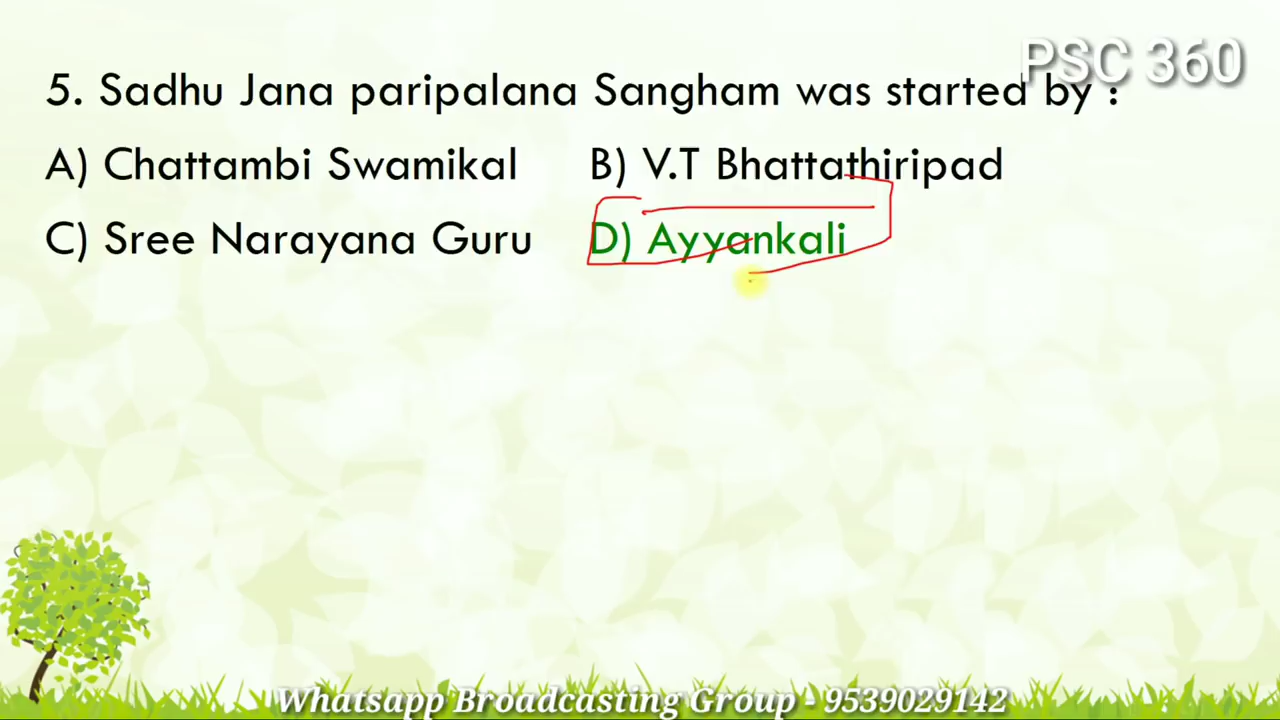 PSC 360
5. Sadhu Jana paripalana Sangham was started by :
A) Chattambi Swamikal B) V.T Bhattathiripad
C) Sree Narayana Guru D) Ayyankali
Whatsapp Broadcasting Group - 9539029142